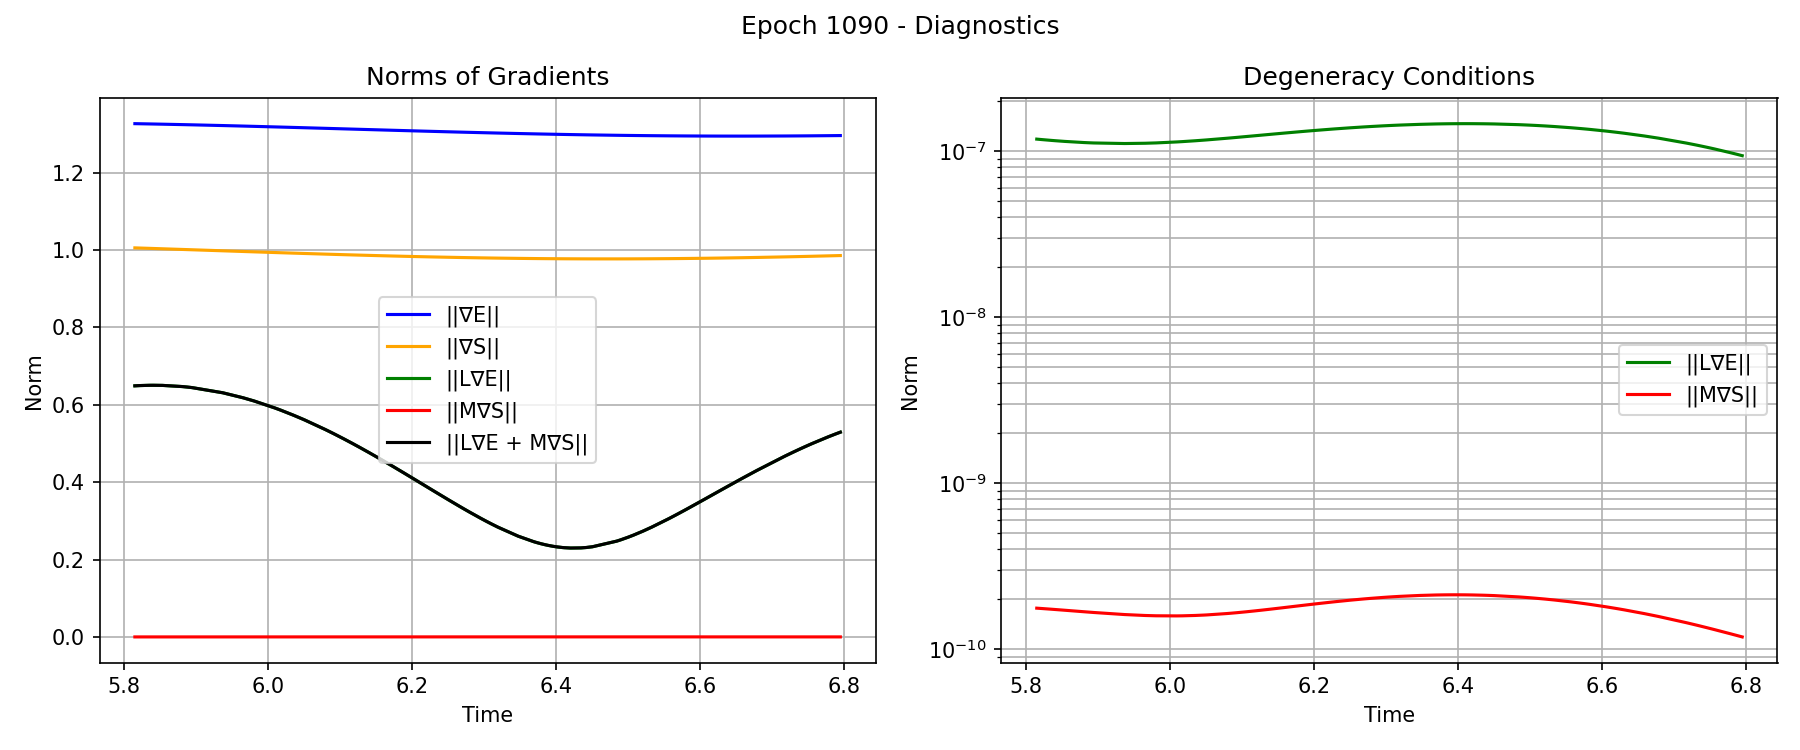 Epoch 1090 - Diagnostics
Norms of Gradients
Norm
1.2
1.0
0.8
0.6
0.4
0.2
0.0
||∇E||
||∇S||
||L∇E||
||M∇S||
||L∇E + M∇S||
5.8 6.0 6.2 6.4 6.6 6.8
Time
Degeneracy Conditions
Norm
10⁻⁷
10⁻⁸
10⁻⁹
10⁻¹⁰
||L∇E||
||M∇S||
5.8 6.0 6.2 6.4 6.6 6.8
Time